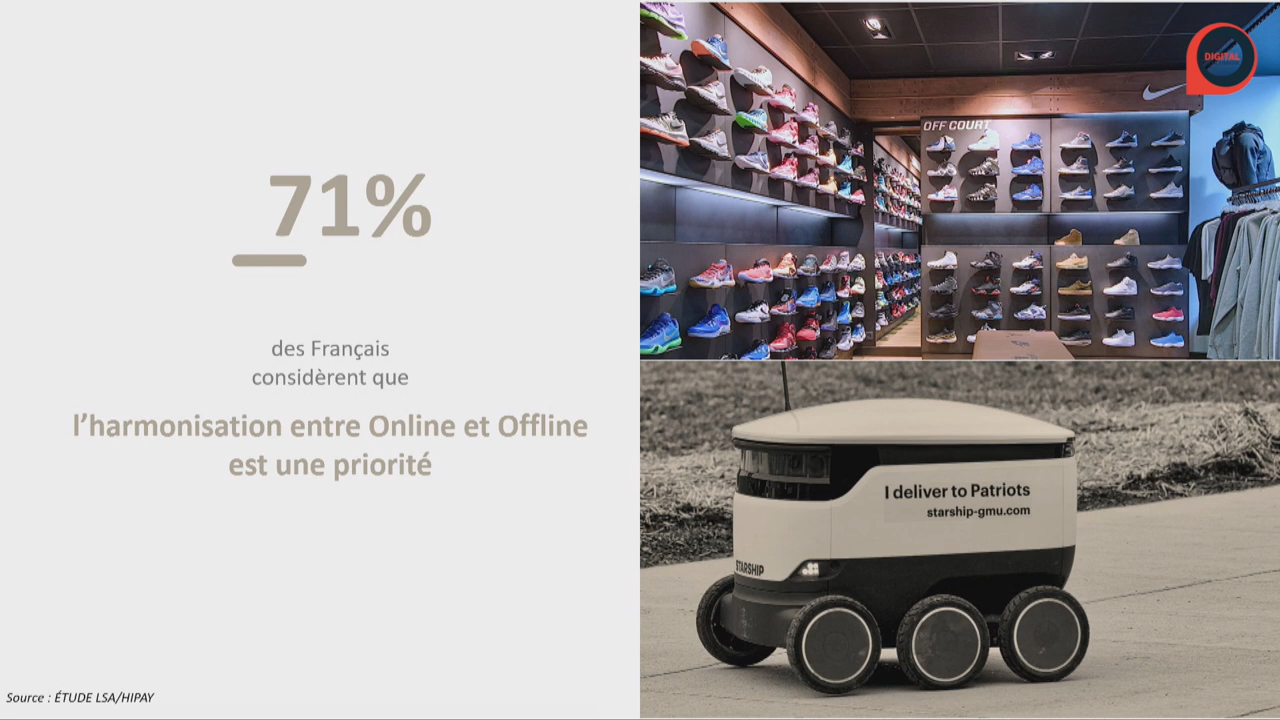 71%
des Français
considèrent que
l’harmonisation entre Online et Offline
est une priorité
Source : ÉTUDE LSA/HIPAY
DIGITAL
OFF COURT
I deliver to Patriots
starship-gmu.com
STARSHIP